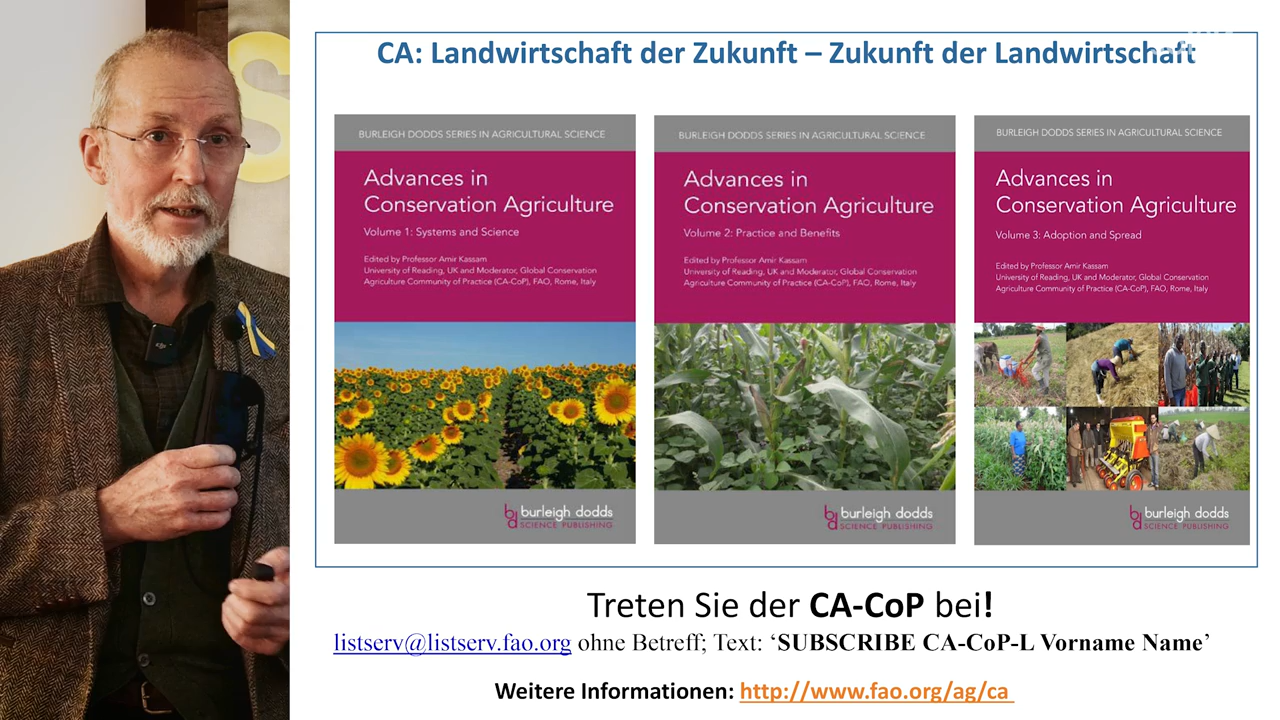 CA: Landwirtschaft der Zukunft – Zukunft der Landwirtschaft
BURLEIGH DODDS SERIES IN AGRICULTURAL SCIENCE
Advances in
Conservation Agriculture
Volume 1: Systems and Science
Edited by Professor Amir Kassam
University of Reading, UK and Moderator, Global Conservation
Agriculture Community of Practice (CA-CoP), FAO, Rome, Italy
burleigh dodds
SCIENCE PUBLISHING
BURLEIGH DODDS SERIES IN AGRICULTURAL SCIENCE
Advances in
Conservation Agriculture
Volume 2: Practice and Benefits
Edited by Professor Amir Kassam
University of Reading, UK and Moderator, Global Conservation
Agriculture Community of Practice (CA-CoP), FAO, Rome, Italy
burleigh dodds
SCIENCE PUBLISHING
BURLEIGH DODDS SERIES IN AGRICULTURAL SCIENCE
Advances in
Conservation Agriculture
Volume 3: Adoption and Spread
Edited by Professor Amir Kassam
University of Reading, UK and Moderator, Global Conservation
Agriculture Community of Practice (CA-CoP), FAO, Rome, Italy
burleigh dodds
SCIENCE PUBLISHING
Treten Sie der CA-CoP bei!
listserv@listserv.fao.org ohne Betreff; Text: ‘SUBSCRIBE CA-CoP-L Vorname Name’
Weitere Informationen: http://www.fao.org/ag/ca